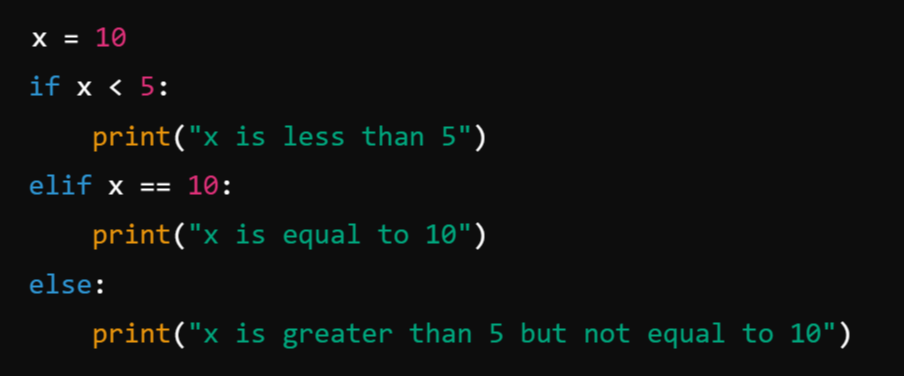 x = 10
if x < 5:
    print("x is less than 5")
elif x == 10:
    print("x is equal to 10")
else:
    print("x is greater than 5 but not equal to 10")